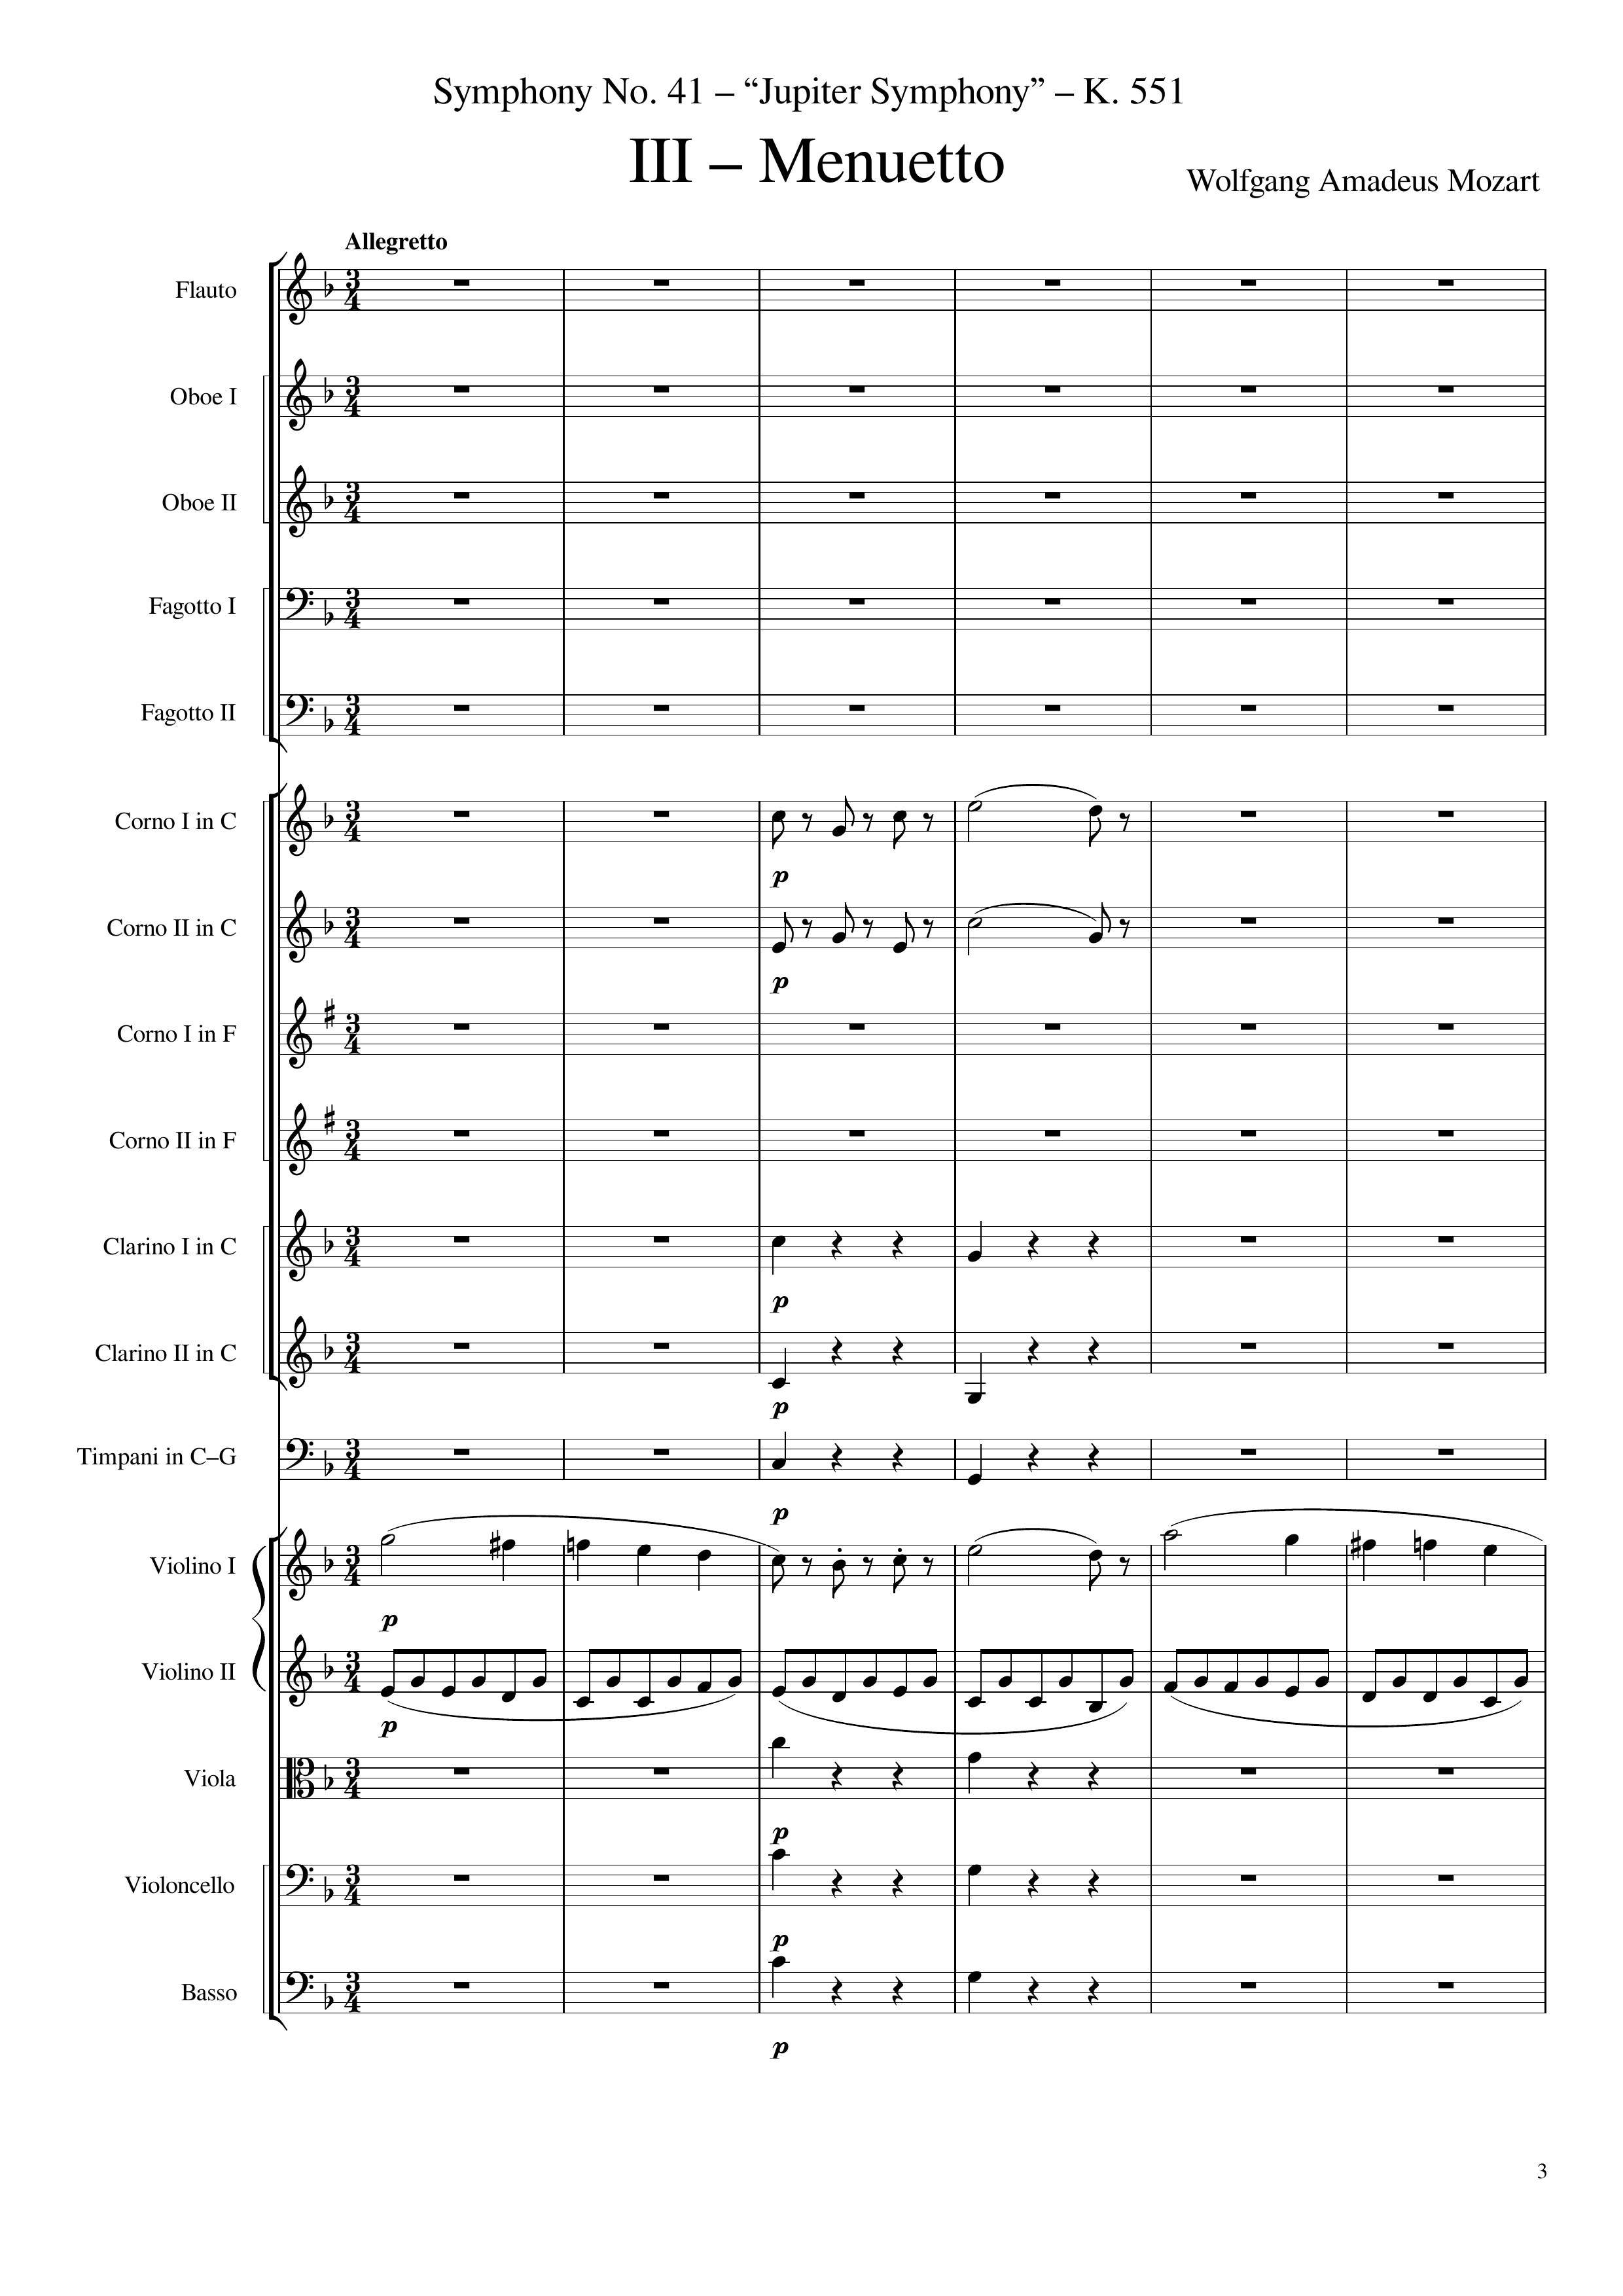 Symphony No. 41 – “Jupiter Symphony” – K. 551
III – Menuetto
Wolfgang Amadeus Mozart
Allegretto
Flauto
Oboe I
Oboe II
Fagotto I
Fagotto II
Corno I in C
p
Corno II in C
p
Corno I in F
Corno II in F
Clarino I in C
p
Clarino II in C
p
Timpani in C–G
p
Violino I
p
Violino II
p
Viola
p
Violoncello
p
Basso
p
3